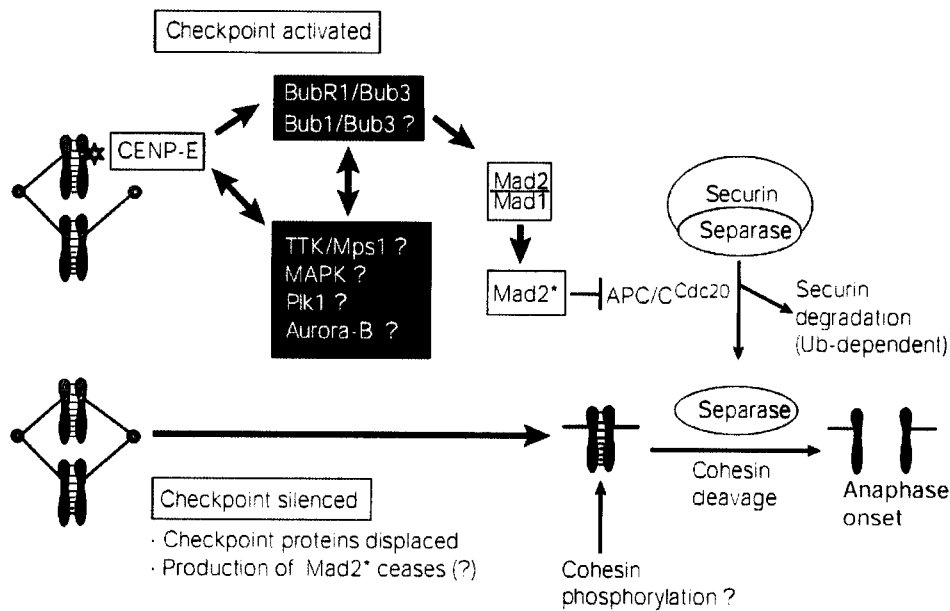 Checkpoint activated
BubR1/Bub3
Bub1/Bub3 ?
CENP-E
Mad2
Mad1
TTK/Mps1 ?
MAPK ?
Plk1 ?
Aurora-B ?
Mad2*
APC/C Cdc20
Securin
Separase
Securin
degradation
(Ub-dependent)
Separase
Cohesin
cleavage
Anaphase
onset
Checkpoint silenced
· Checkpoint proteins displaced
· Production of Mad2* ceases (?)
Cohesin
phosphorylation ?